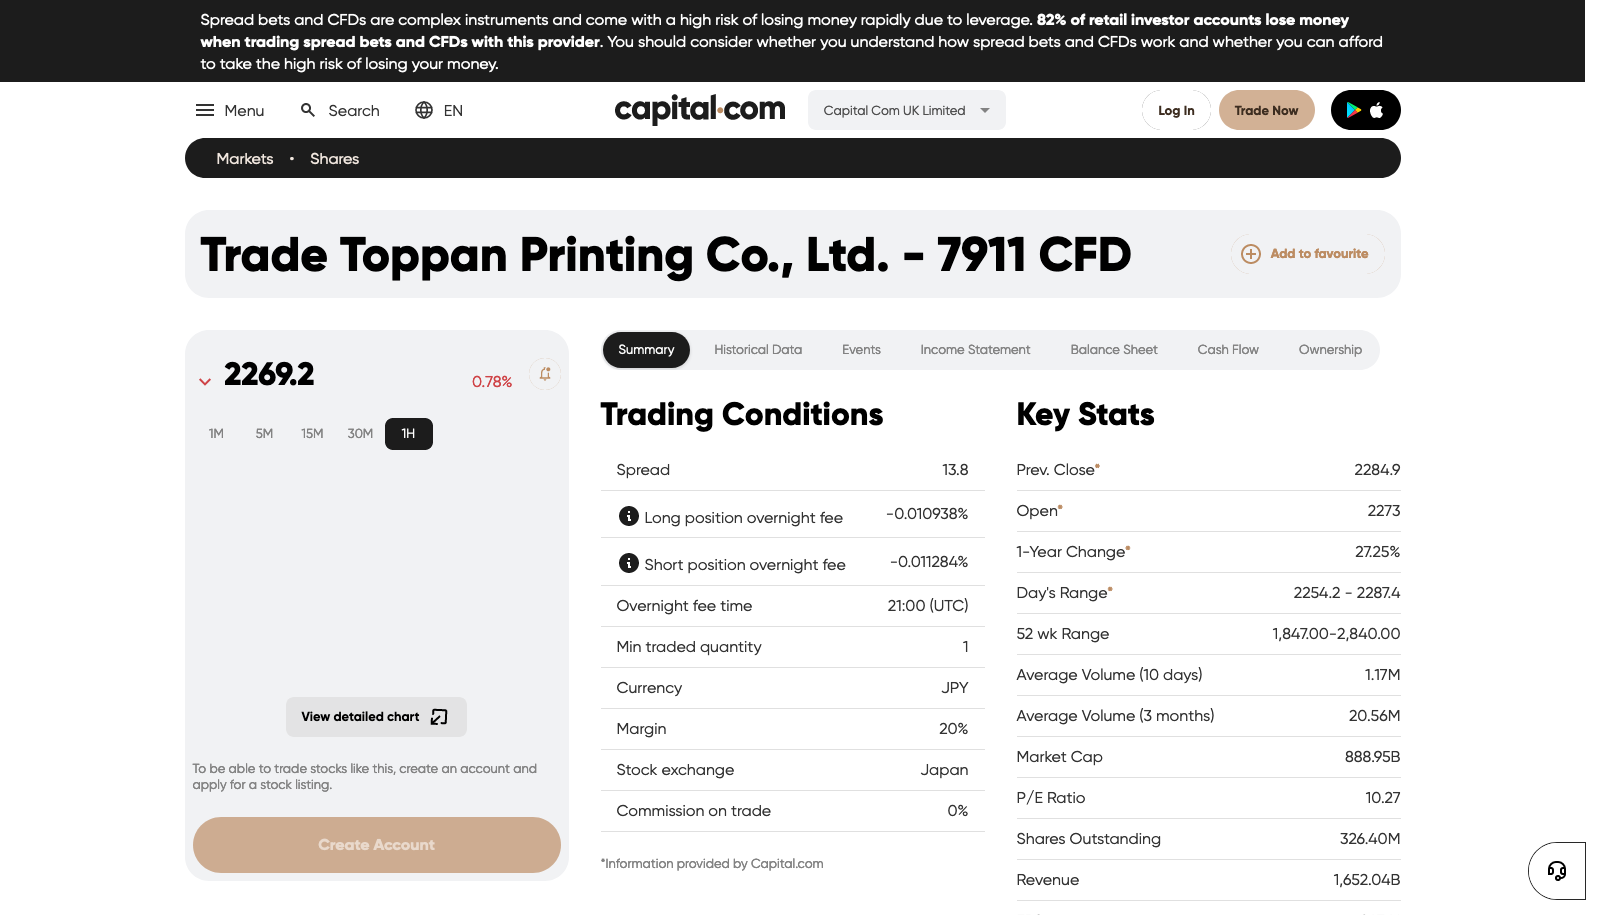 Spread bets and CFDs are complex instruments and come with a high risk of losing money rapidly due to leverage. 82% of retail investor accounts lose money
when trading spread bets and CFDs with this provider. You should consider whether you understand how spread bets and CFDs work and whether you can afford
to take the high risk of losing your money.
Menu Search EN capital.com Capital Com UK Limited Log In Trade Now
Markets • Shares
Trade Toppan Printing Co., Ltd. - 7911 CFD Add to favourite
2269.2 0.78%
1M 5M 15M 30M 1H
View detailed chart
To be able to trade stocks like this, create an account and
apply for a stock listing.
Create Account
Summary Historical Data Events Income Statement Balance Sheet Cash Flow Ownership
Trading Conditions
Spread 13.8
Long position overnight fee -0.010938%
Short position overnight fee -0.011284%
Overnight fee time 21:00 (UTC)
Min traded quantity 1
Currency JPY
Margin 20%
Stock exchange Japan
Commission on trade 0%
*Information provided by Capital.com
Key Stats
Prev. Close* 2284.9
Open* 2273
1-Year Change* 27.25%
Day's Range* 2254.2 - 2287.4
52 wk Range 1,847.00-2,840.00
Average Volume (10 days) 1.17M
Average Volume (3 months) 20.56M
Market Cap 888.95B
P/E Ratio 10.27
Shares Outstanding 326.40M
Revenue 1,652.04B